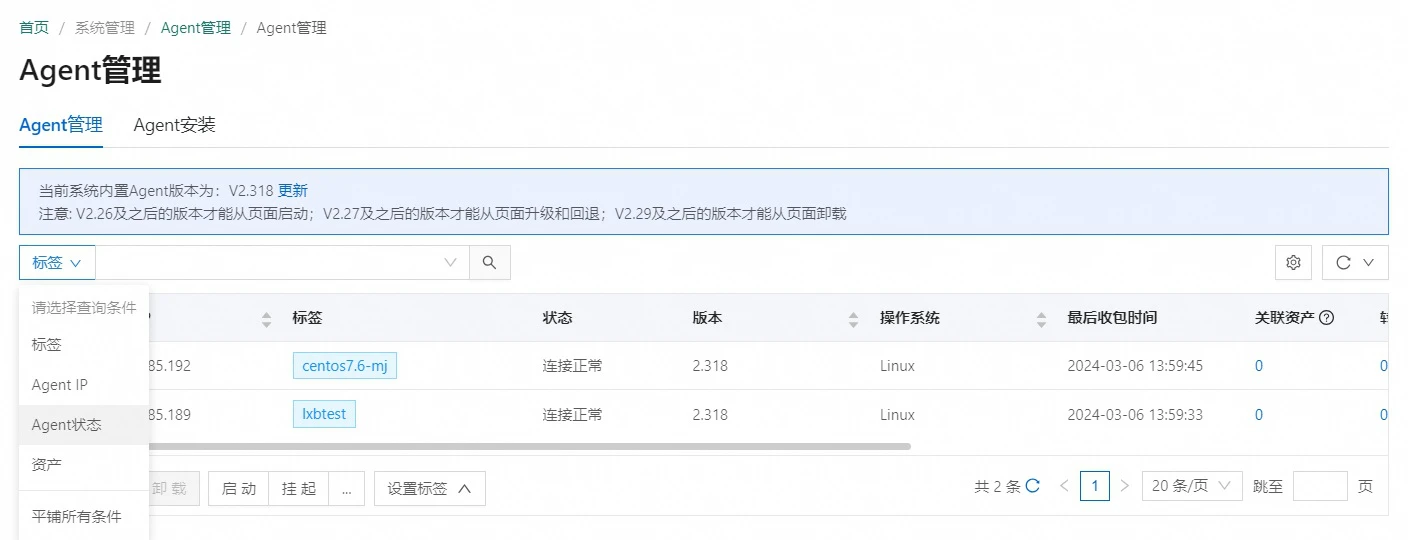 首页 / 系统管理 / Agent管理 / Agent管理
Agent管理
Agent管理 Agent安装
当前系统内置Agent版本为：V2.318 更新
注意: V2.26及之后的版本才能从页面启动；V2.27及之后的版本才能从页面升级和回退；V2.29及之后的版本才能从页面卸载
标签
请选择查询条件
标签
Agent IP
Agent状态
资产
平铺所有条件
标签 状态 版本 操作系统 最后收包时间 关联资产
85.192 centos7.6-mj 连接正常 2.318 Linux 2024-03-06 13:59:45 0 0
85.189 lxbtest 连接正常 2.318 Linux 2024-03-06 13:59:33 0 0
卸 载 启 动 挂 起 ... 设置标签 共 2 条 < 1 > 20 条/页 跳至 页